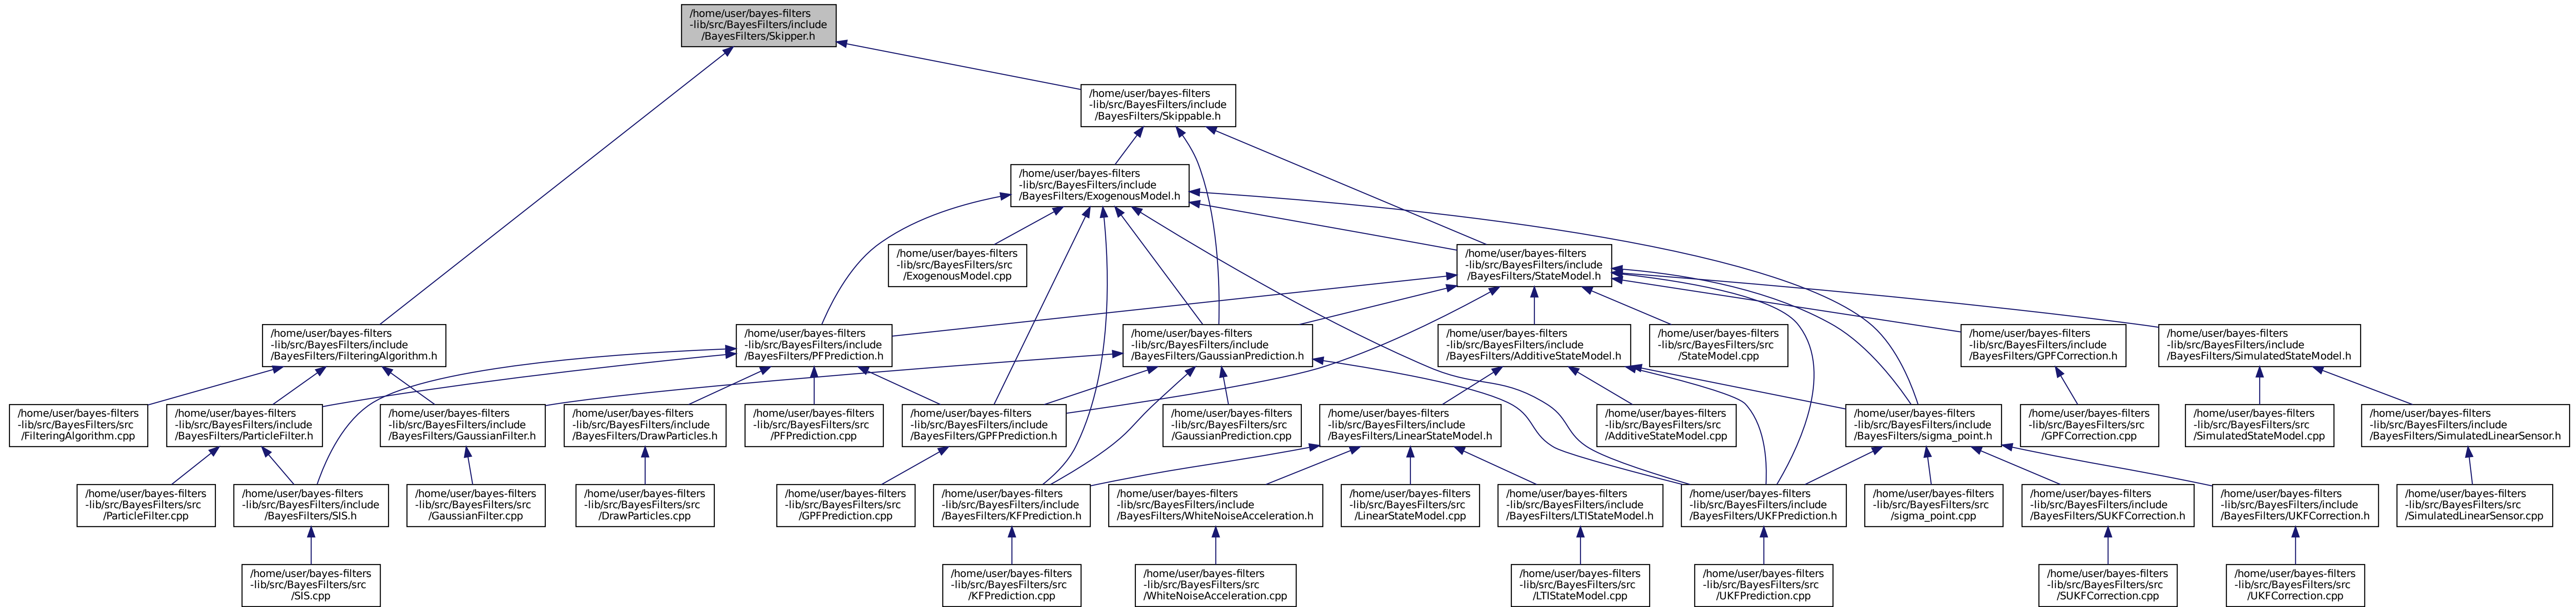 /home/user/bayes-filters
-lib/src/BayesFilters/include
/BayesFilters/Skipper.h
/home/user/bayes-filters
-lib/src/BayesFilters/include
/BayesFilters/Skippable.h
/home/user/bayes-filters
-lib/src/BayesFilters/include
/BayesFilters/ExogenousModel.h
/home/user/bayes-filters
-lib/src/BayesFilters/src
/ExogenousModel.cpp
/home/user/bayes-filters
-lib/src/BayesFilters/include
/BayesFilters/StateModel.h
/home/user/bayes-filters
-lib/src/BayesFilters/include
/BayesFilters/FilteringAlgorithm.h
/home/user/bayes-filters
-lib/src/BayesFilters/include
/BayesFilters/PFPrediction.h
/home/user/bayes-filters
-lib/src/BayesFilters/include
/BayesFilters/GaussianPrediction.h
/home/user/bayes-filters
-lib/src/BayesFilters/include
/BayesFilters/AdditiveStateModel.h
/home/user/bayes-filters
-lib/src/BayesFilters/src
/StateModel.cpp
/home/user/bayes-filters
-lib/src/BayesFilters/include
/BayesFilters/GPFCorrection.h
/home/user/bayes-filters
-lib/src/BayesFilters/include
/BayesFilters/SimulatedStateModel.h
/home/user/bayes-filters
-lib/src/BayesFilters/src
/FilteringAlgorithm.cpp
/home/user/bayes-filters
-lib/src/BayesFilters/include
/BayesFilters/ParticleFilter.h
/home/user/bayes-filters
-lib/src/BayesFilters/include
/BayesFilters/GaussianFilter.h
/home/user/bayes-filters
-lib/src/BayesFilters/include
/BayesFilters/DrawParticles.h
/home/user/bayes-filters
-lib/src/BayesFilters/src
/PFPrediction.cpp
/home/user/bayes-filters
-lib/src/BayesFilters/include
/BayesFilters/GPFPrediction.h
/home/user/bayes-filters
-lib/src/BayesFilters/src
/GaussianPrediction.cpp
/home/user/bayes-filters
-lib/src/BayesFilters/include
/BayesFilters/LinearStateModel.h
/home/user/bayes-filters
-lib/src/BayesFilters/src
/AdditiveStateModel.cpp
/home/user/bayes-filters
-lib/src/BayesFilters/include
/BayesFilters/sigma_point.h
/home/user/bayes-filters
-lib/src/BayesFilters/src
/GPFCorrection.cpp
/home/user/bayes-filters
-lib/src/BayesFilters/src
/SimulatedStateModel.cpp
/home/user/bayes-filters
-lib/src/BayesFilters/include
/BayesFilters/SimulatedLinearSensor.h
/home/user/bayes-filters
-lib/src/BayesFilters/src
/ParticleFilter.cpp
/home/user/bayes-filters
-lib/src/BayesFilters/include
/BayesFilters/SIS.h
/home/user/bayes-filters
-lib/src/BayesFilters/src
/GaussianFilter.cpp
/home/user/bayes-filters
-lib/src/BayesFilters/src
/DrawParticles.cpp
/home/user/bayes-filters
-lib/src/BayesFilters/src
/GPFPrediction.cpp
/home/user/bayes-filters
-lib/src/BayesFilters/include
/BayesFilters/KFPrediction.h
/home/user/bayes-filters
-lib/src/BayesFilters/include
/BayesFilters/WhiteNoiseAcceleration.h
/home/user/bayes-filters
-lib/src/BayesFilters/src
/LinearStateModel.cpp
/home/user/bayes-filters
-lib/src/BayesFilters/include
/BayesFilters/LTIStateModel.h
/home/user/bayes-filters
-lib/src/BayesFilters/include
/BayesFilters/UKFPrediction.h
/home/user/bayes-filters
-lib/src/BayesFilters/src
/sigma_point.cpp
/home/user/bayes-filters
-lib/src/BayesFilters/include
/BayesFilters/SUKFCorrection.h
/home/user/bayes-filters
-lib/src/BayesFilters/include
/BayesFilters/UKFCorrection.h
/home/user/bayes-filters
-lib/src/BayesFilters/src
/SimulatedLinearSensor.cpp
/home/user/bayes-filters
-lib/src/BayesFilters/src
/SIS.cpp
/home/user/bayes-filters
-lib/src/BayesFilters/src
/KFPrediction.cpp
/home/user/bayes-filters
-lib/src/BayesFilters/src
/WhiteNoiseAcceleration.cpp
/home/user/bayes-filters
-lib/src/BayesFilters/src
/LTIStateModel.cpp
/home/user/bayes-filters
-lib/src/BayesFilters/src
/UKFPrediction.cpp
/home/user/bayes-filters
-lib/src/BayesFilters/src
/SUKFCorrection.cpp
/home/user/bayes-filters
-lib/src/BayesFilters/src
/UKFCorrection.cpp